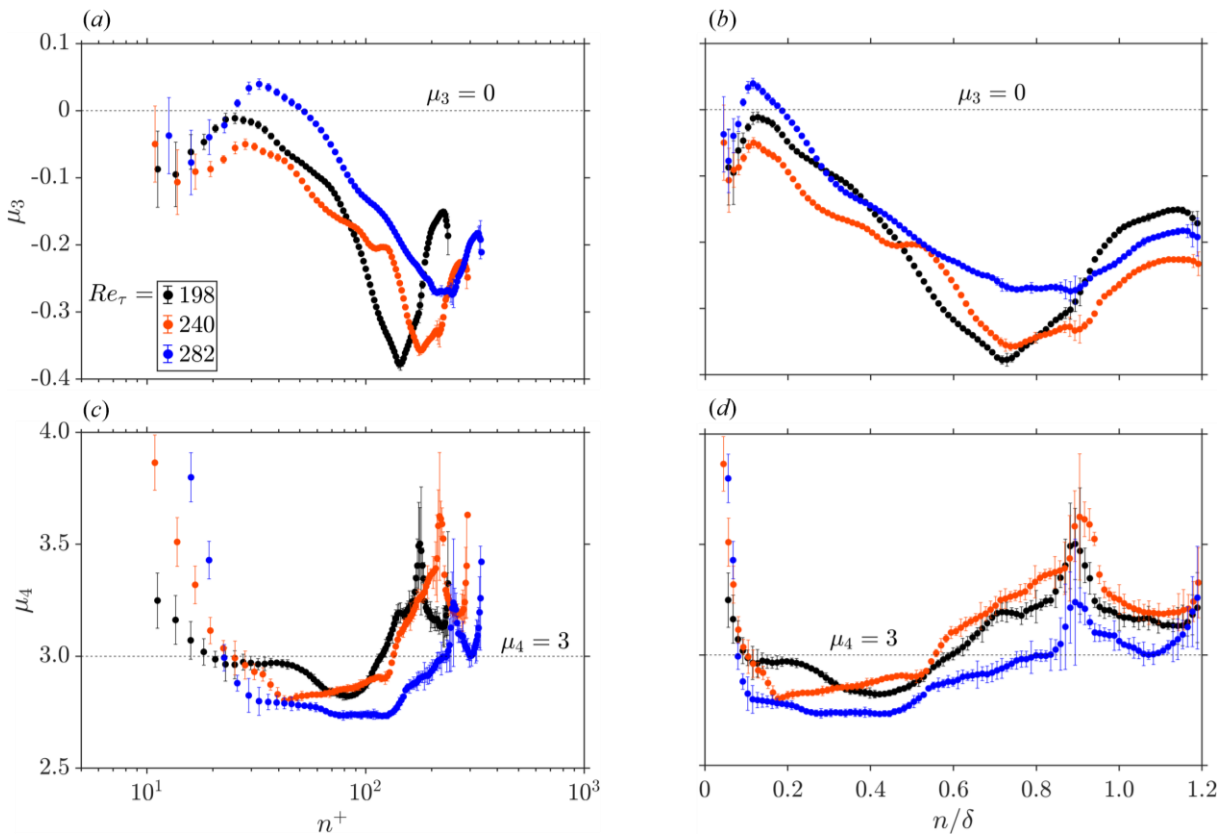 (a)
(b)
0.1
0
-0.1
-0.2
-0.3
-0.4
μ₃
μ₃ = 0
μ₃ = 0
Re_τ =
198
240
282
(c)
(d)
4.0
3.5
3.0
2.5
μ₄
μ₄ = 3
μ₄ = 3
10¹
10²
10³
n⁺
0
0.2
0.4
0.6
0.8
1.0
1.2
n/δ